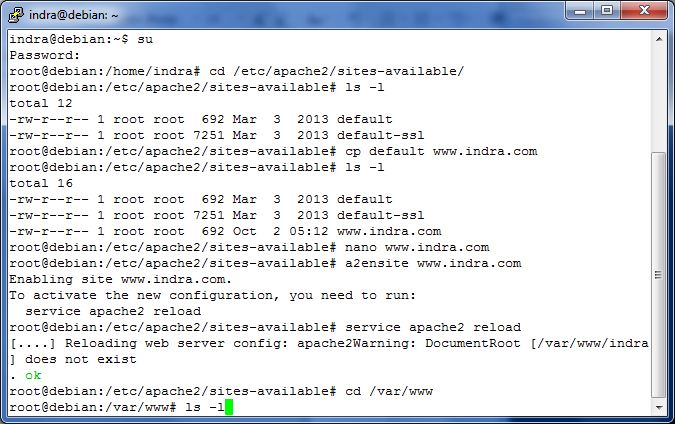 indra@debian: ~
indra@debian:~$ su
Password:
root@debian:/home/indra# cd /etc/apache2/sites-available/
root@debian:/etc/apache2/sites-available# ls -l
total 12
-rw-r--r-- 1 root root  692 Mar  3  2013 default
-rw-r--r-- 1 root root 7251 Mar  3  2013 default-ssl
root@debian:/etc/apache2/sites-available# cp default www.indra.com
root@debian:/etc/apache2/sites-available# ls -l
total 16
-rw-r--r-- 1 root root  692 Mar  3  2013 default
-rw-r--r-- 1 root root 7251 Mar  3  2013 default-ssl
-rw-r--r-- 1 root root  692 Oct  2 05:12 www.indra.com
root@debian:/etc/apache2/sites-available# nano www.indra.com
root@debian:/etc/apache2/sites-available# a2ensite www.indra.com
Enabling site www.indra.com.
To activate the new configuration, you need to run:
  service apache2 reload
root@debian:/etc/apache2/sites-available# service apache2 reload
[....] Reloading web server config: apache2Warning: DocumentRoot [/var/www/indra
] does not exist
. ok
root@debian:/etc/apache2/sites-available# cd /var/www
root@debian:/var/www# ls -l